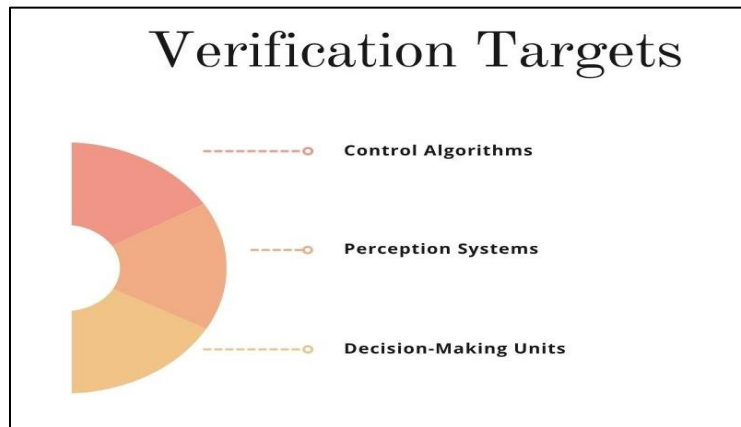 Verification Targets
Control Algorithms
Perception Systems
Decision-Making Units